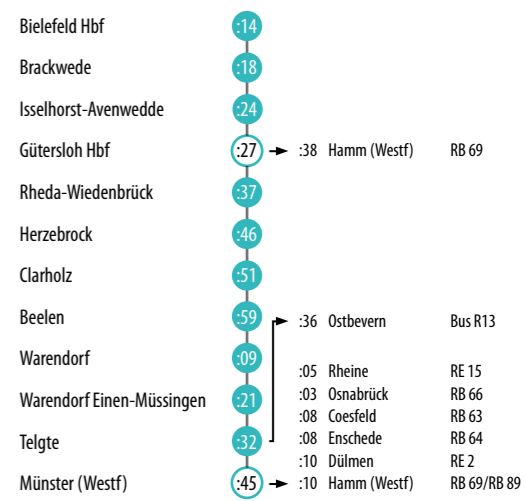 Bielefeld Hbf :14
Brackwede :18
Isselhorst-Avenwedde :24
Gütersloh Hbf :27 :38 Hamm (Westf) RB 69
Rheda-Wiedenbrück :37
Herzebrock :46
Clarholz :51
Beelen :59 :36 Ostbevern Bus R13
Warendorf :09
:05 Rheine RE 15
:03 Osnabrück RB 66
Warendorf Einen-Müssingen :21
:08 Coesfeld RB 63
:08 Enschede RB 64
Telgte :32
:10 Dülmen RE 2
Münster (Westf) :45 :10 Hamm (Westf) RB 69/RB 89